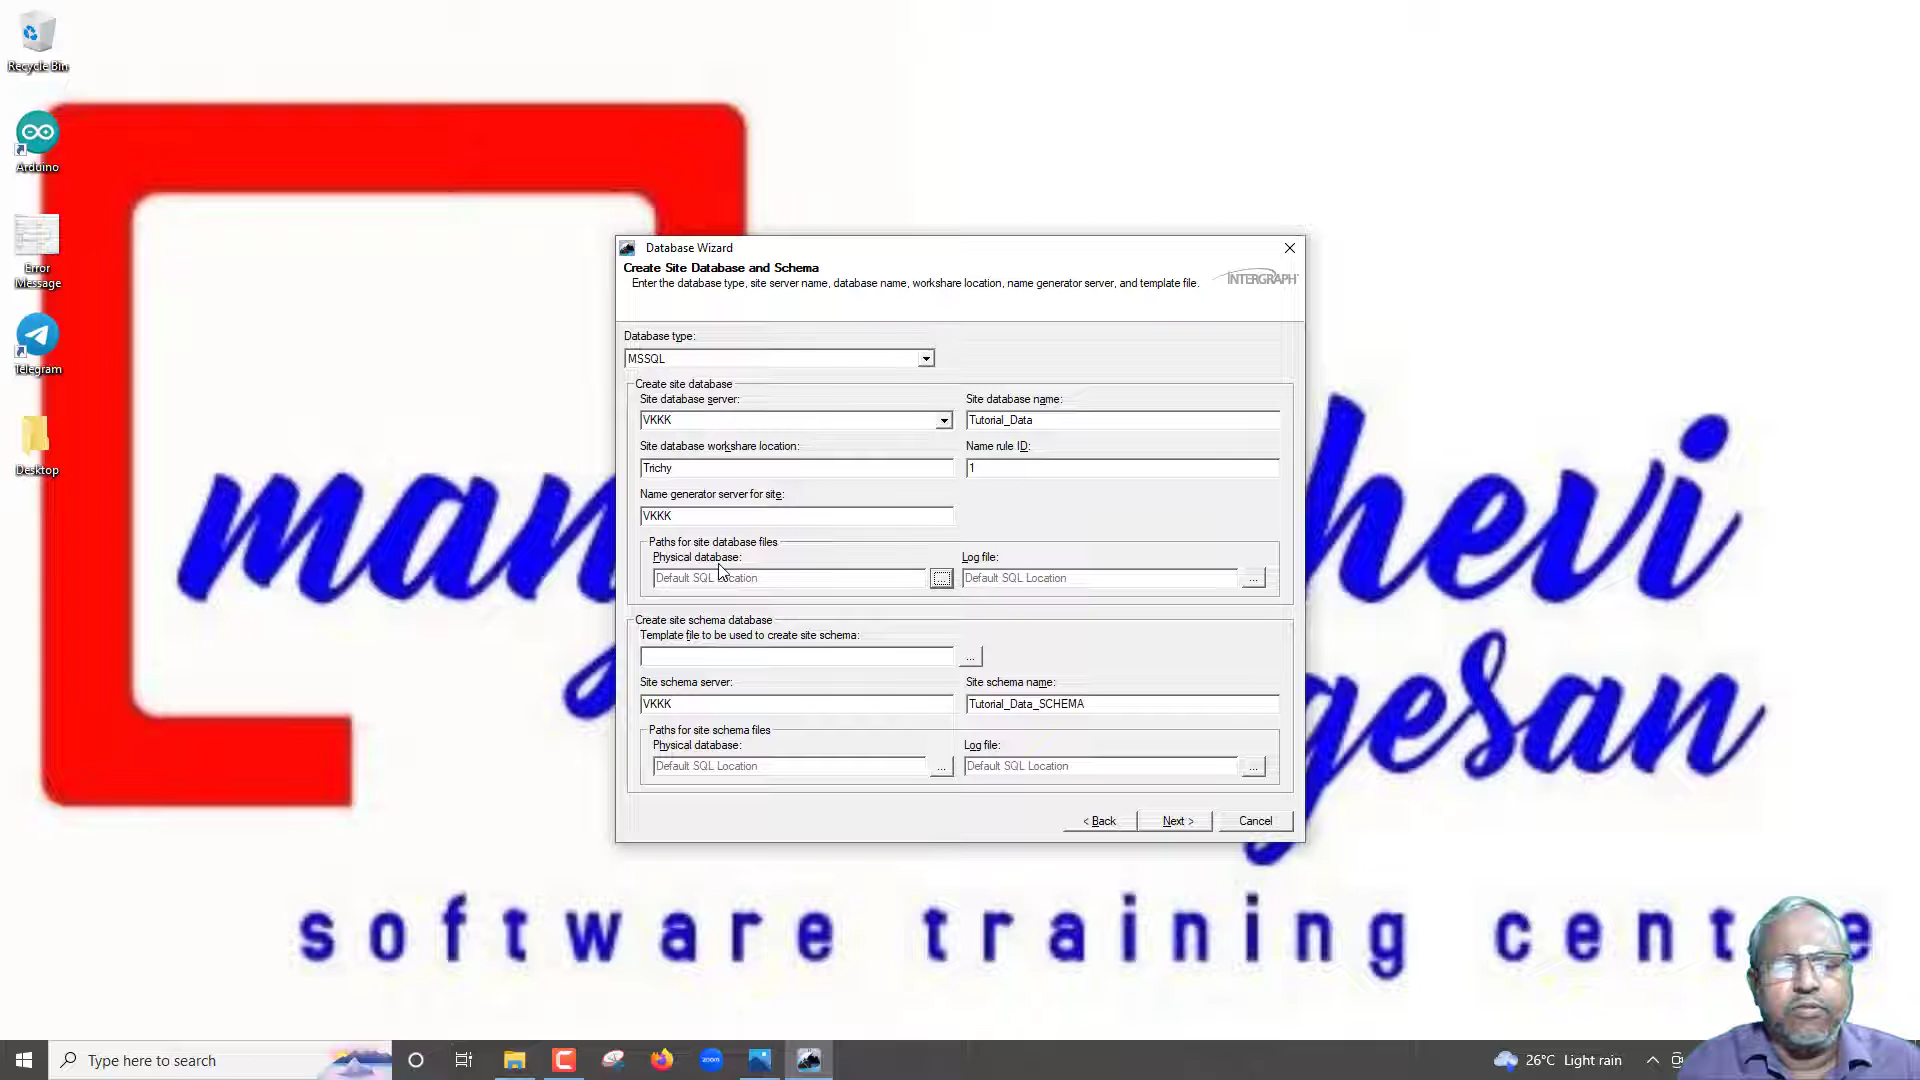 Recycle Bin
Arduino
Error
Message
Telegram
Desktop
Database Wizard
Create Site Database and Schema
Enter the database type, site server name, database name, workshare location, name generator server, and template file.
INTERGRAPH
Database type:
MSSQL
Create site database
Site database server:
Site database name:
VKKK
Tutorial_Data
Site database workshare location:
Name rule ID:
Trichy
1
Name generator server for site:
VKKK
Paths for site database files
Physical database:
Log file:
Default SQL Location
...
Default SQL Location
...
Create site schema database
Template file to be used to create site schema:
...
Site schema server:
Site schema name:
VKKK
Tutorial_Data_SCHEMA
Paths for site schema files
Physical database:
Log file:
Default SQL Location
...
Default SQL Location
...
< Back
Next >
Cancel
software training centre
Type here to search
zoom
26°C Light rain